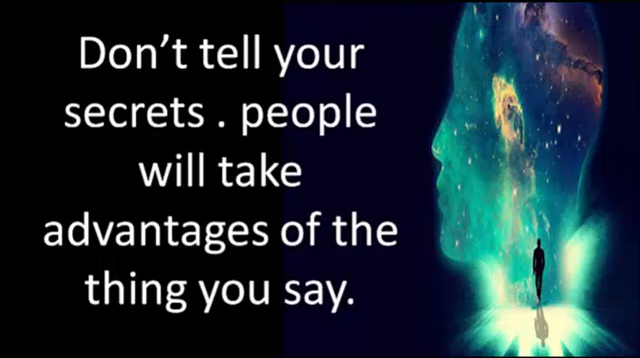 Don’t tell your
secrets . people
will take
advantages of the
thing you say.